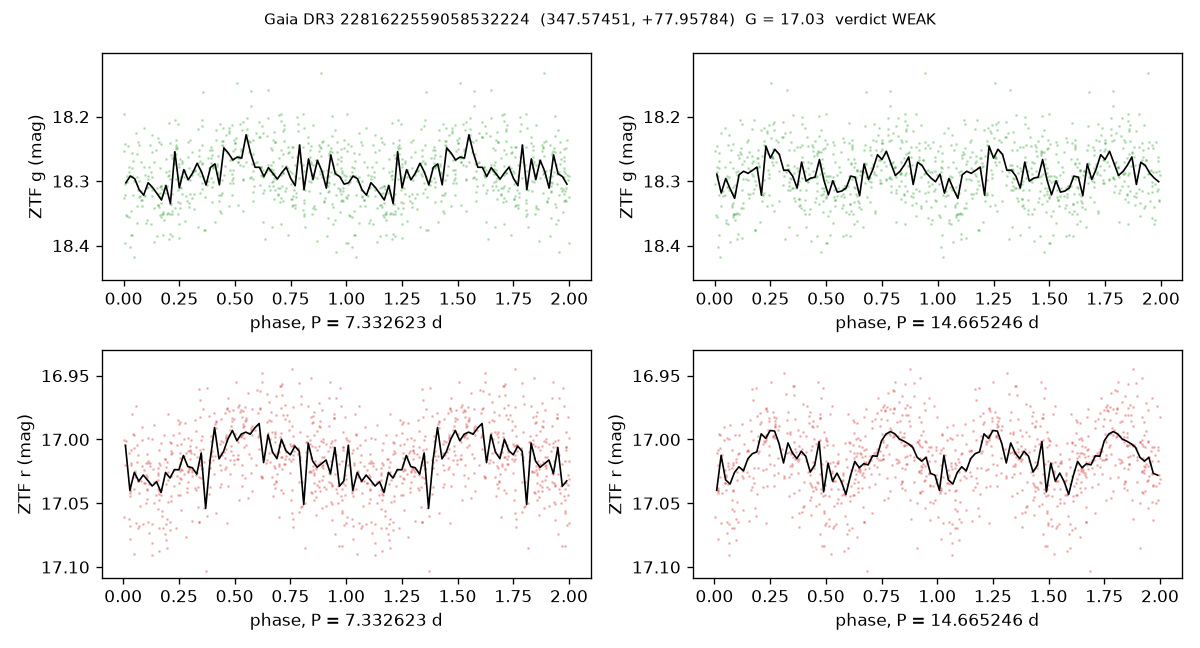 Gaia DR3 2281622559058532224 (347.57451, +77.95784) G = 17.03 verdict WEAK
ZTF g (mag)
18.2
18.3
18.4
0.00 0.25 0.50 0.75 1.00 1.25 1.50 1.75 2.00
phase, P = 7.332623 d
ZTF g (mag)
18.2
18.3
18.4
0.00 0.25 0.50 0.75 1.00 1.25 1.50 1.75 2.00
phase, P = 14.665246 d
ZTF r (mag)
16.95
17.00
17.05
17.10
0.00 0.25 0.50 0.75 1.00 1.25 1.50 1.75 2.00
phase, P = 7.332623 d
ZTF r (mag)
16.95
17.00
17.05
17.10
0.00 0.25 0.50 0.75 1.00 1.25 1.50 1.75 2.00
phase, P = 14.665246 d